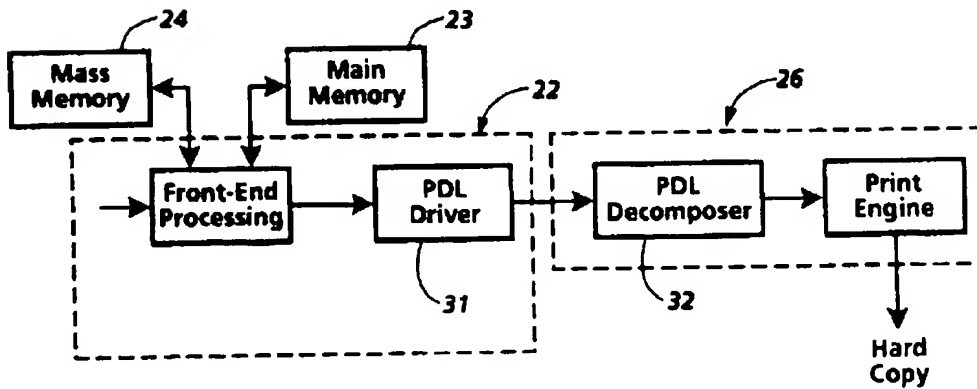 24
23
Mass
Memory
Main
Memory
22
26
Front-End
Processing
PDL
Driver
PDL
Decomposer
Print
Engine
31
32
Hard
Copy